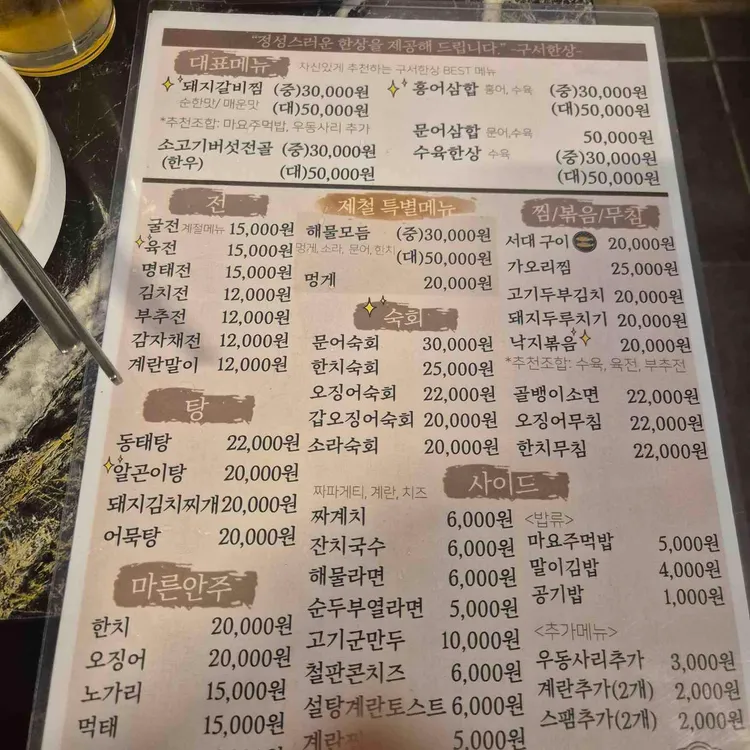 "정성스러운 한상을 제공해 드립니다." -구서한상-
대표메뉴 자신있게 추천하는 구서한상 BEST 메뉴
돼지갈비찜 (중)30,000원
순한맛/매운맛 (대)50,000원
*추천조합: 마요주먹밥, 우동사리 추가
소고기버섯전골 (중)30,000원
(한우) (대)50,000원
홍어삼합 홍어, 수육 (중)30,000원
(대)50,000원
문어삼합 문어,수육 50,000원
수육한상 수육 (중)30,000원
(대)50,000원
전
굴전 계절메뉴 15,000원
육전 15,000원
명태전 15,000원
김치전 12,000원
부추전 12,000원
감자채전 12,000원
계란말이 12,000원
탕
동태탕 22,000원
알곤이탕 20,000원
돼지김치찌개 20,000원
어묵탕 20,000원
마른안주
한치 20,000원
오징어 20,000원
노가리 15,000원
먹태 15,000원
제철 특별메뉴
해물모듬 (중)30,000원
멍게, 소라, 문어, 한치 (대)50,000원
멍게 20,000원
숙회
문어숙회 30,000원
한치숙회 25,000원
오징어숙회 22,000원
갑오징어숙회 20,000원
소라숙회 20,000원
찜/볶음/무침
서대 구이 20,000원
가오리찜 25,000원
고기두부김치 20,000원
돼지두루치기 20,000원
낙지볶음 20,000원
*추천조합: 수육, 육전, 부추전
골뱅이소면 22,000원
오징어무침 22,000원
한치무침 22,000원
사이드
짜파게티, 계란, 치즈
짜계치 6,000원
잔치국수 6,000원
해물라면 6,000원
순두부열라면 5,000원
고기군만두 10,000원
철판콘치즈 6,000원
설탕계란토스트 6,000원
5,000원
<밥류>
마요주먹밥 5,000원
말이김밥 4,000원
공기밥 1,000원
<추가메뉴>
우동사리추가 3,000원
계란추가(2개) 2,000원
스팸추가(2개) 2,000원